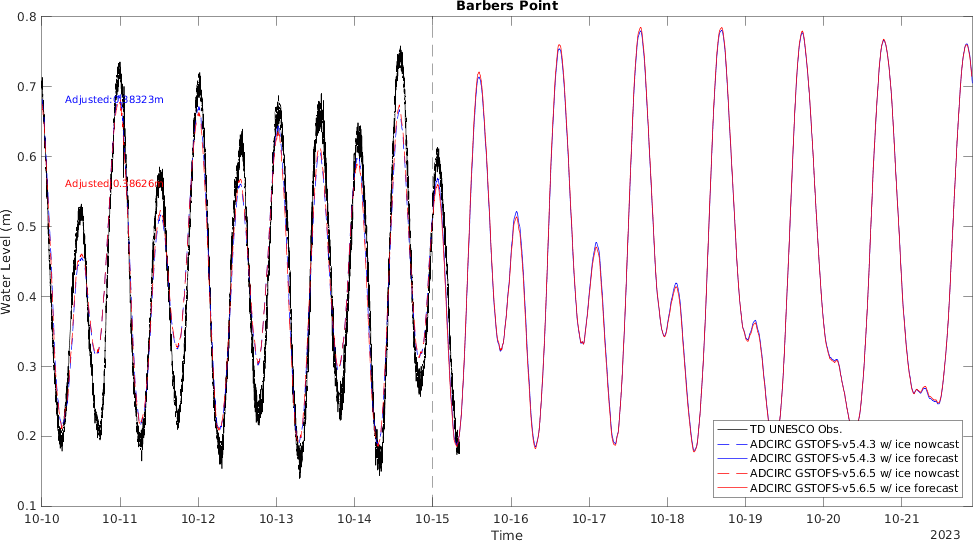 Barbers Point
0.8
0.7
0.6
0.5
0.4
0.3
0.2
0.1
Water Level (m)
Adjusted:0.38323m
Adjusted:0.38626m
TD UNESCO Obs.
ADCIRC GSTOFS-v5.4.3 w/ ice nowcast
ADCIRC GSTOFS-v5.4.3 w/ ice forecast
ADCIRC GSTOFS-v5.6.5 w/ ice nowcast
ADCIRC GSTOFS-v5.6.5 w/ ice forecast
10-10 10-11 10-12 10-13 10-14 10-15 10-16 10-17 10-18 10-19 10-20 10-21
Time
2023